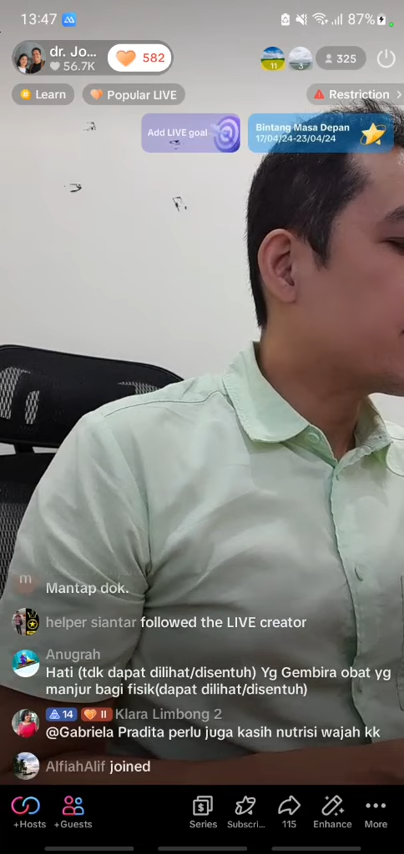 13:47
87%
dr. Jo...
56.7K
582
11
3
325
Learn
Popular LIVE
Restriction >
Add LIVE goal
Bintang Masa Depan
17/04/24-23/04/24
m
Mantap dok.
helper siantar followed the LIVE creator
Anugrah
Hati (tdk dapat dilihat/disentuh) Yg Gembira obat yg
manjur bagi fisik(dapat dilihat/disentuh)
14 11 Klara Limbong 2
@Gabriela Pradita perlu juga kasih nutrisi wajah kk
AlfiahAlif joined
+Hosts
+Guests
Series
Subscri...
115
Enhance
More